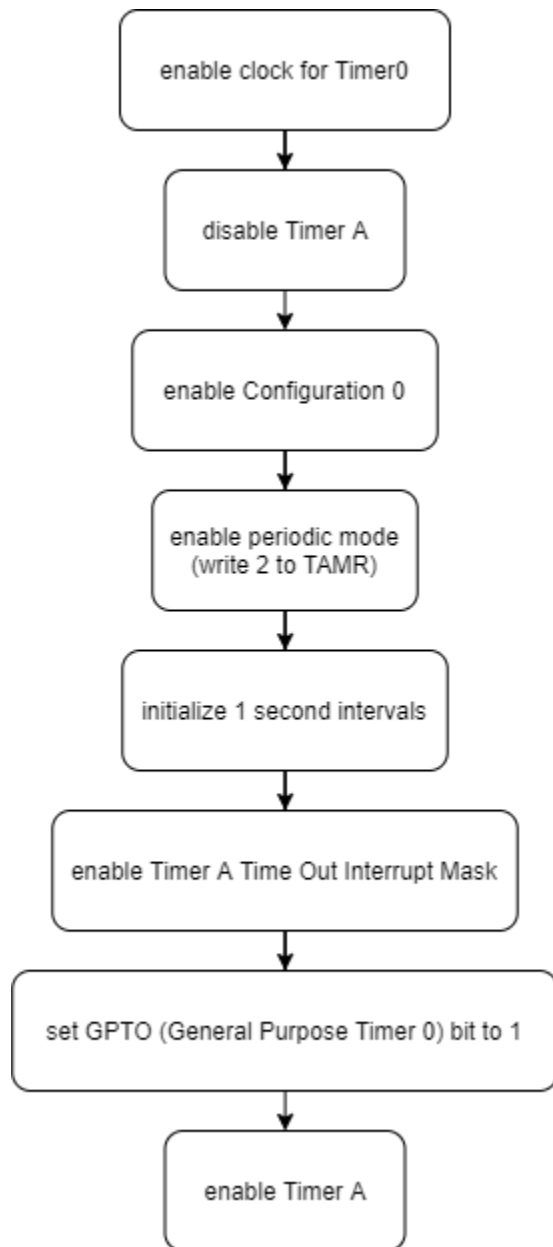 enable clock for Timer0
disable Timer A
enable Configuration 0
enable periodic mode
(write 2 to TAMR)
initialize 1 second intervals
enable Timer A Time Out Interrupt Mask
set GPTO (General Purpose Timer 0) bit to 1
enable Timer A